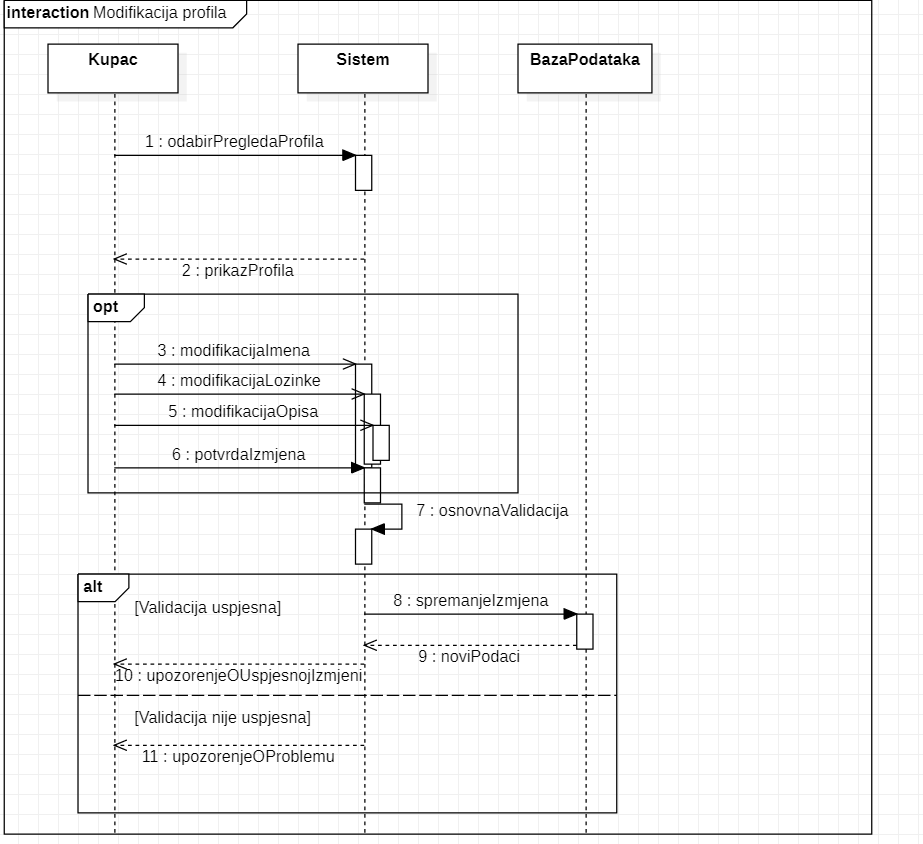 interaction Modifikacija profila
Kupac
Sistem
BazaPodataka
1 : odabirPregledaProfila
2 : prikazProfila
opt
3 : modifikacijaImena
4 : modifikacijaLozinke
5 : modifikacijaOpisa
6 : potvrdaIzmjena
7 : osnovnaValidacija
alt
[Validacija uspjesna]
8 : spremanjeIzmjena
9 : noviPodaci
10 : upozorenjeOUspjesnojIzmjeni
[Validacija nije uspjesna]
11 : upozorenjeOProblemu